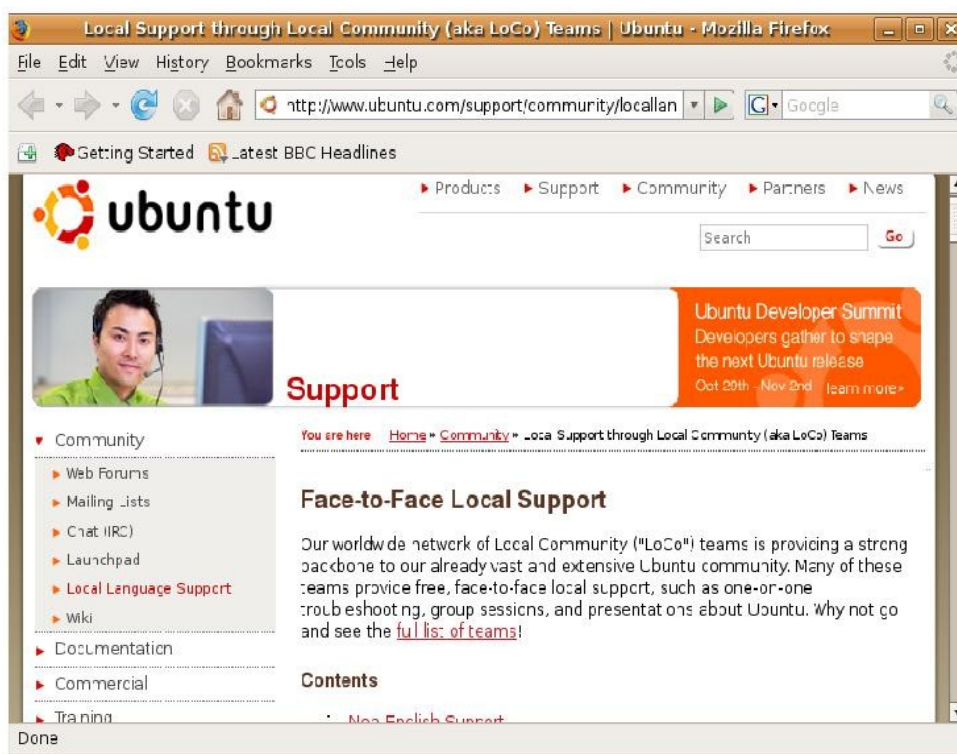 Local Support through Local Community (aka LoCo) Teams | Ubuntu - Mozilla Firefox
File Edit View History Bookmarks Tools Help
http://www.ubuntu.com/support/community/locallan
G Google
Getting Started Latest BBC Headlines
ubuntu
Products Support Community Partners News
Search Go
Ubuntu Developer Summit
Developers gather to shape
the next Ubuntu release
Oct 29th - Nov 2nd learn more»
Support
You are here Home » Community » Local Support through Local Community (aka LoCo) Teams
Community
Web Forums
Mailing Lists
Chat (IRC)
Launchpad
Local Language Support
Wiki
Documentation
Commercial
Training
Face-to-Face Local Support
Our worldwide network of Local Community ("LoCo") teams is providing a strong
backbone to our already vast and extensive Ubuntu community. Many of these
teams provide free, face-to-face local support, such as one-on-one
troubleshooting, group sessions, and presentations about Ubuntu. Why not go
and see the full list of teams!
Contents
Non-English Support
Done